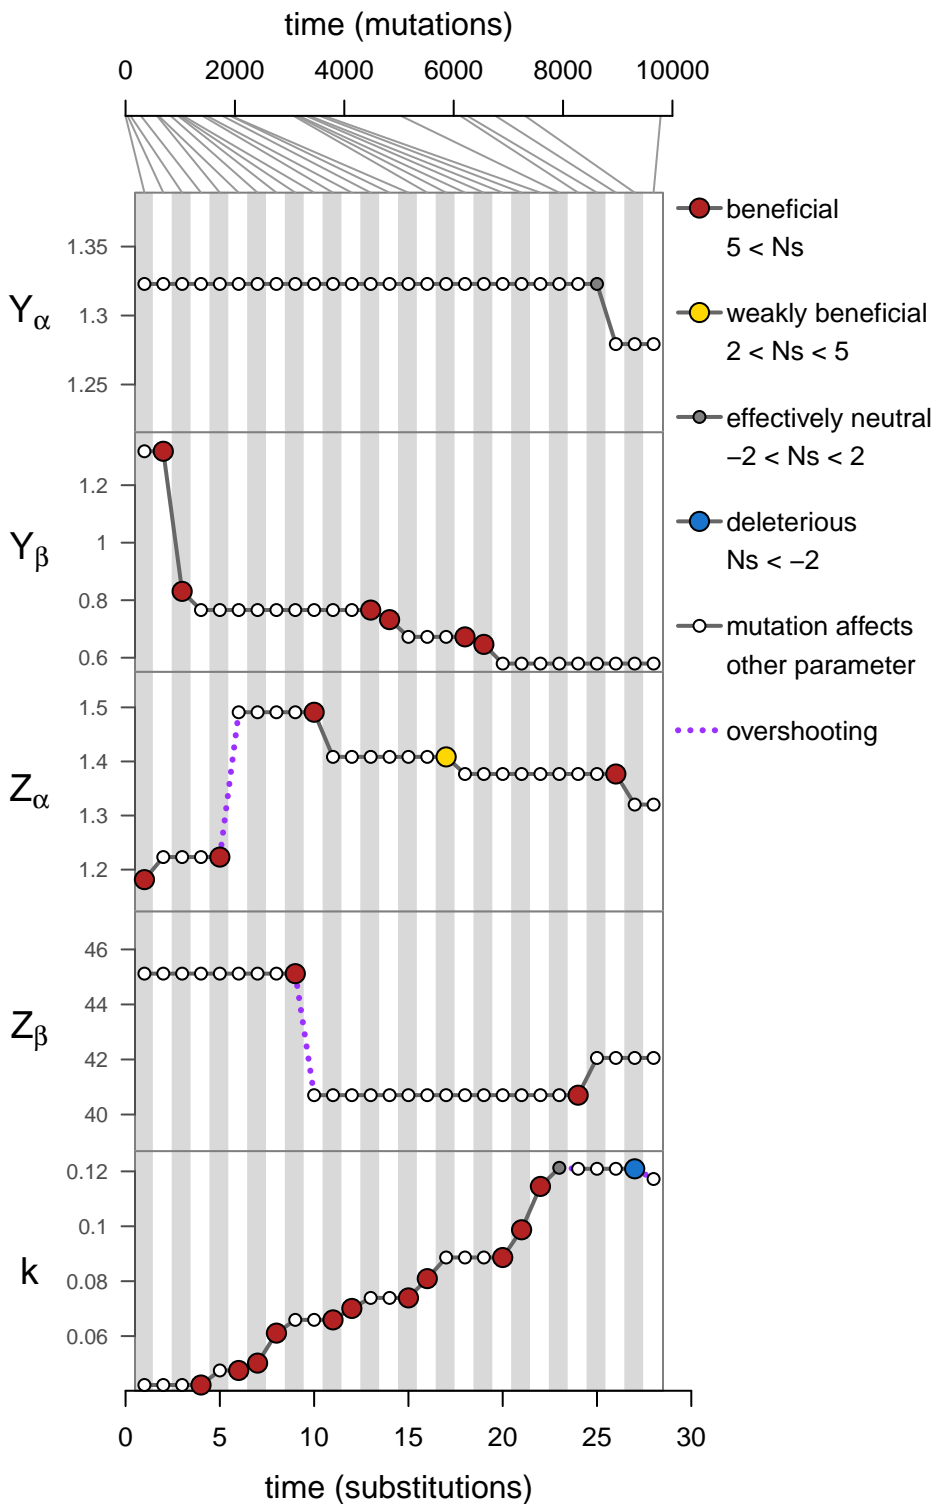 time (mutations)
0 2000 4000 6000 8000 10000
Yα
1.35
1.3
1.25
Yβ
1.2
1
0.8
0.6
Zα
1.5
1.4
1.3
1.2
Zβ
46
44
42
40
k
0.12
0.1
0.08
0.06
0 5 10 15 20 25 30
time (substitutions)
beneficial
5 < Ns
weakly beneficial
2 < Ns < 5
effectively neutral
−2 < Ns < 2
deleterious
Ns < −2
mutation affects
other parameter
overshooting